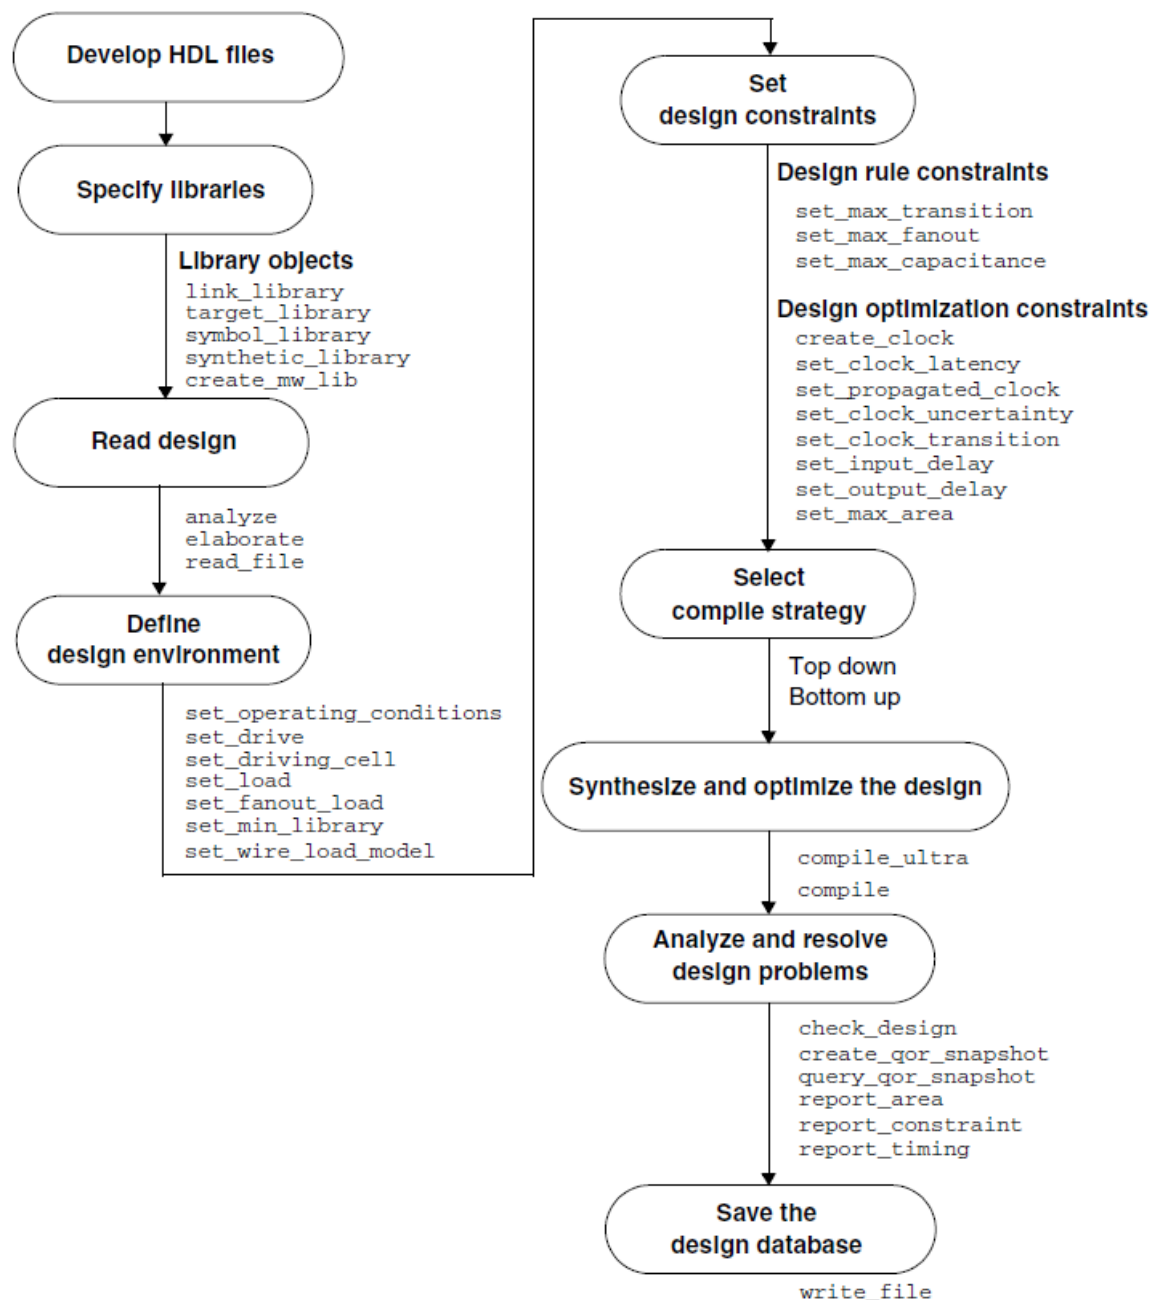 Develop HDL files
Specify libraries
Library objects
link_library
target_library
symbol_library
synthetic_library
create_mw_lib
Read design
analyze
elaborate
read_file
Define
design environment
set_operating_conditions
set_drive
set_driving_cell
set_load
set_fanout_load
set_min_library
set_wire_load_model
Set
design constraints
Design rule constraints
set_max_transition
set_max_fanout
set_max_capacitance
Design optimization constraints
create_clock
set_clock_latency
set_propagated_clock
set_clock_uncertainty
set_clock_transition
set_input_delay
set_output_delay
set_max_area
Select
compile strategy
Top down
Bottom up
Synthesize and optimize the design
compile_ultra
compile
Analyze and resolve
design problems
check_design
create_qor_snapshot
query_qor_snapshot
report_area
report_constraint
report_timing
Save the
design database
write_file